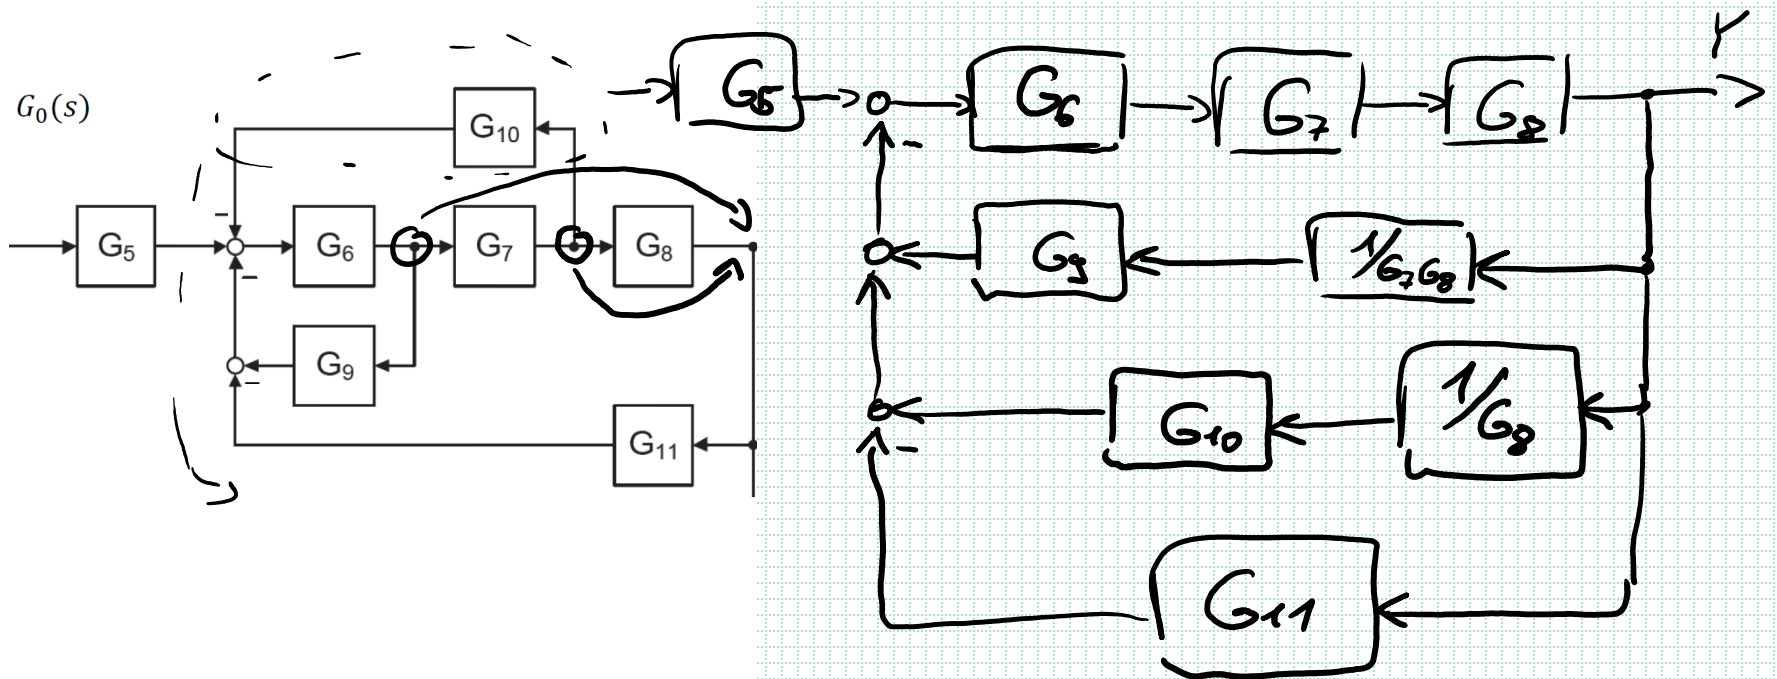 G₀(s)
G₁₀
G₅ G₆ G₇ G₈
G₉
G₁₁
−
−
−
Y
G₅ G₆ G₇ G₈
−
G₉ 1/G₇G₈
G₁₀ 1/G₈
−
G₁₁